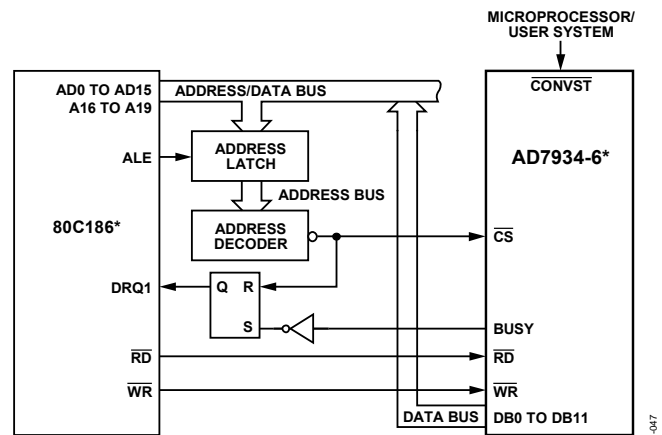 MICROPROCESSOR/
USER SYSTEM
AD0 TO AD15
A16 TO A19
ADDRESS/DATA BUS
CONVST
ALE
ADDRESS
LATCH
AD7934-6*
ADDRESS BUS
80C186*
ADDRESS
DECODER
CS
DRQ1
Q
R
S
BUSY
RD
RD
WR
WR
DATA BUS
DB0 TO DB11
-047